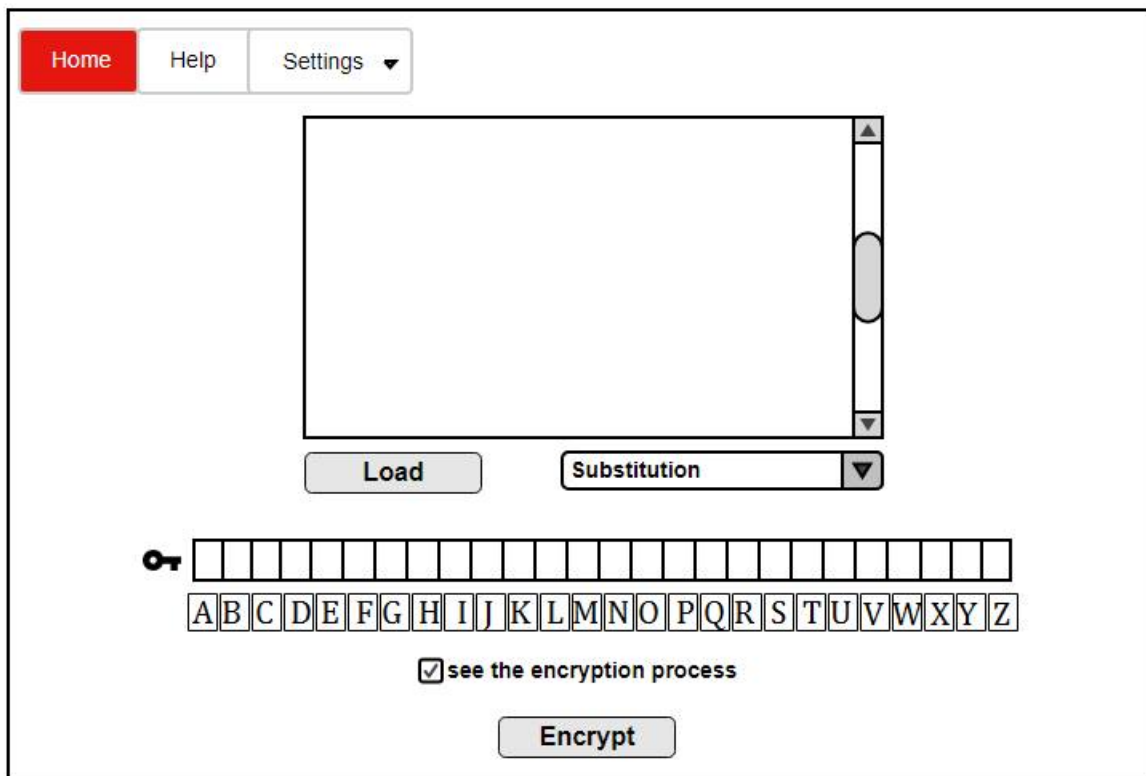 Home Help Settings
Load Substitution
A B C D E F G H I J K L M N O P Q R S T U V W X Y Z
see the encryption process
Encrypt